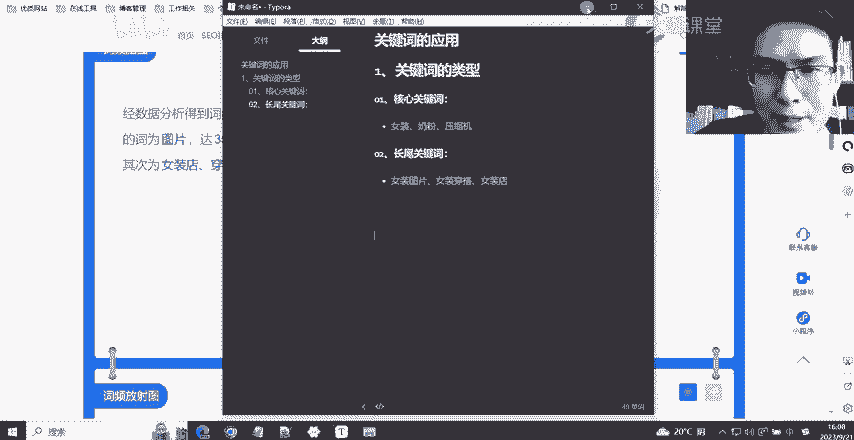 优质网站 在线工具 博客管理 工作相关
未命名• - Typora
文件(F) 编辑(E) 段落(P) 格式(O) 视图(V) 主题(T) 帮助(H)
课堂
文件 大纲
关键词的应用
1、关键词的类型
01、核心关键词：
02、长尾关键词：
关键词的应用
1、关键词的类型
01、核心关键词：
女装、奶粉、压缩机
02、长尾关键词：
女装图片、女装穿搭、女装店
经数据分析得到词
的词为图片，达3
其次为女装店、穿
联系客服
小程序
词频放射图
搜索
20°C 阴
16:08
2023/9/21